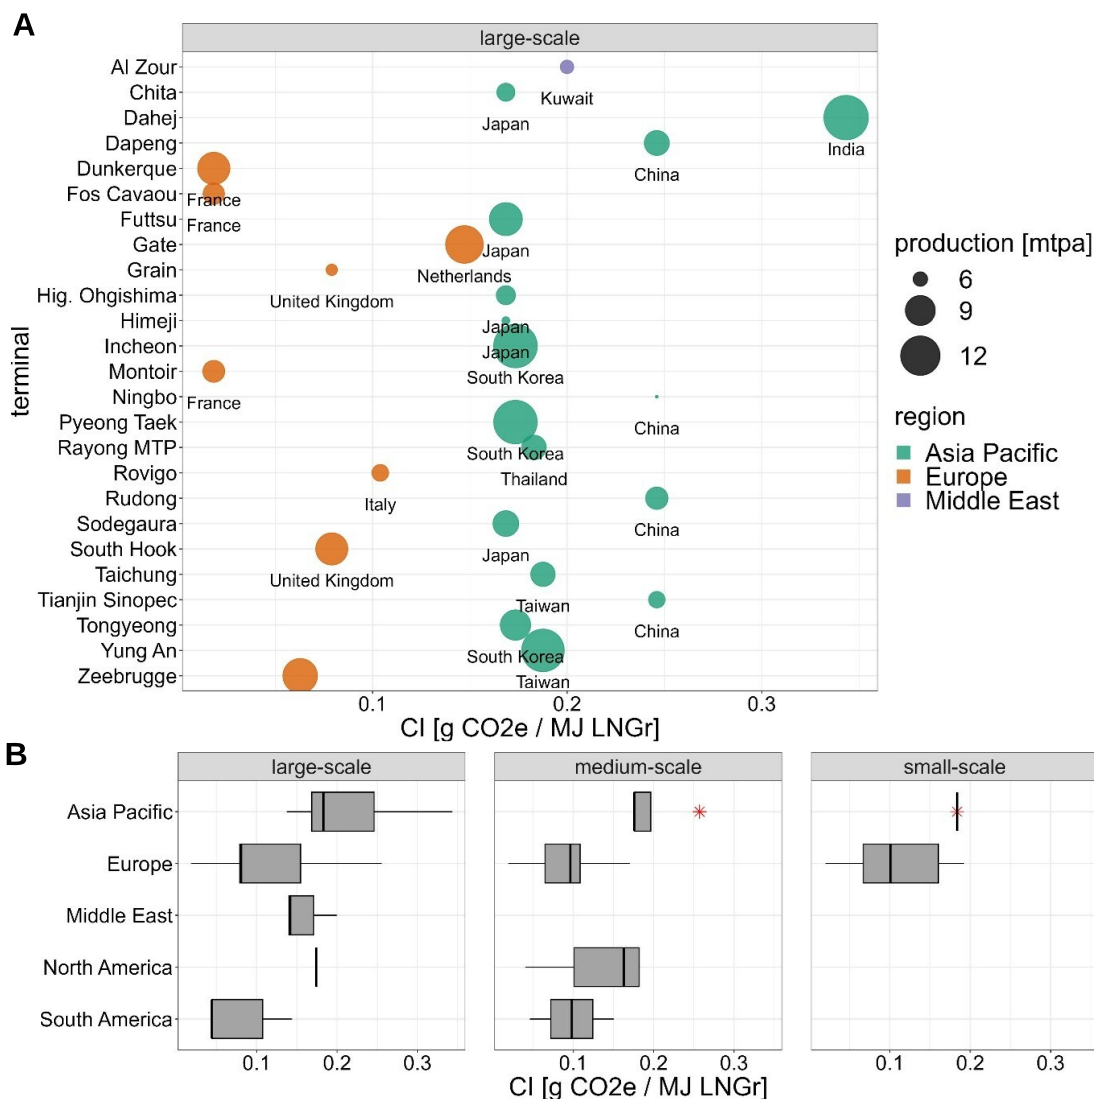 A
large-scale
terminal
Al Zour
Kuwait
Chita
Japan
Dahej
India
Dapeng
China
Dunkerque
France
Fos Cavaou
France
Futtsu
Japan
Gate
Netherlands
Grain
United Kingdom
Hig. Ohgishima
Japan
Himeji
Japan
Incheon
South Korea
Montoir
France
Ningbo
China
Pyeong Taek
South Korea
Rayong MTP
Thailand
Rovigo
Italy
Rudong
China
Sodegaura
Japan
South Hook
United Kingdom
Taichung
Taiwan
Tianjin Sinopec
China
Tongyeong
South Korea
Yung An
Taiwan
Zeebrugge
0.1 0.2 0.3
CI [g CO2e / MJ LNGr]
production [mtpa]
6
9
12
region
Asia Pacific
Europe
Middle East
B
large-scale medium-scale small-scale
Asia Pacific
Europe
Middle East
North America
South America
0.1 0.2 0.3 0.1 0.2 0.3 0.1 0.2 0.3
CI [g CO2e / MJ LNGr]